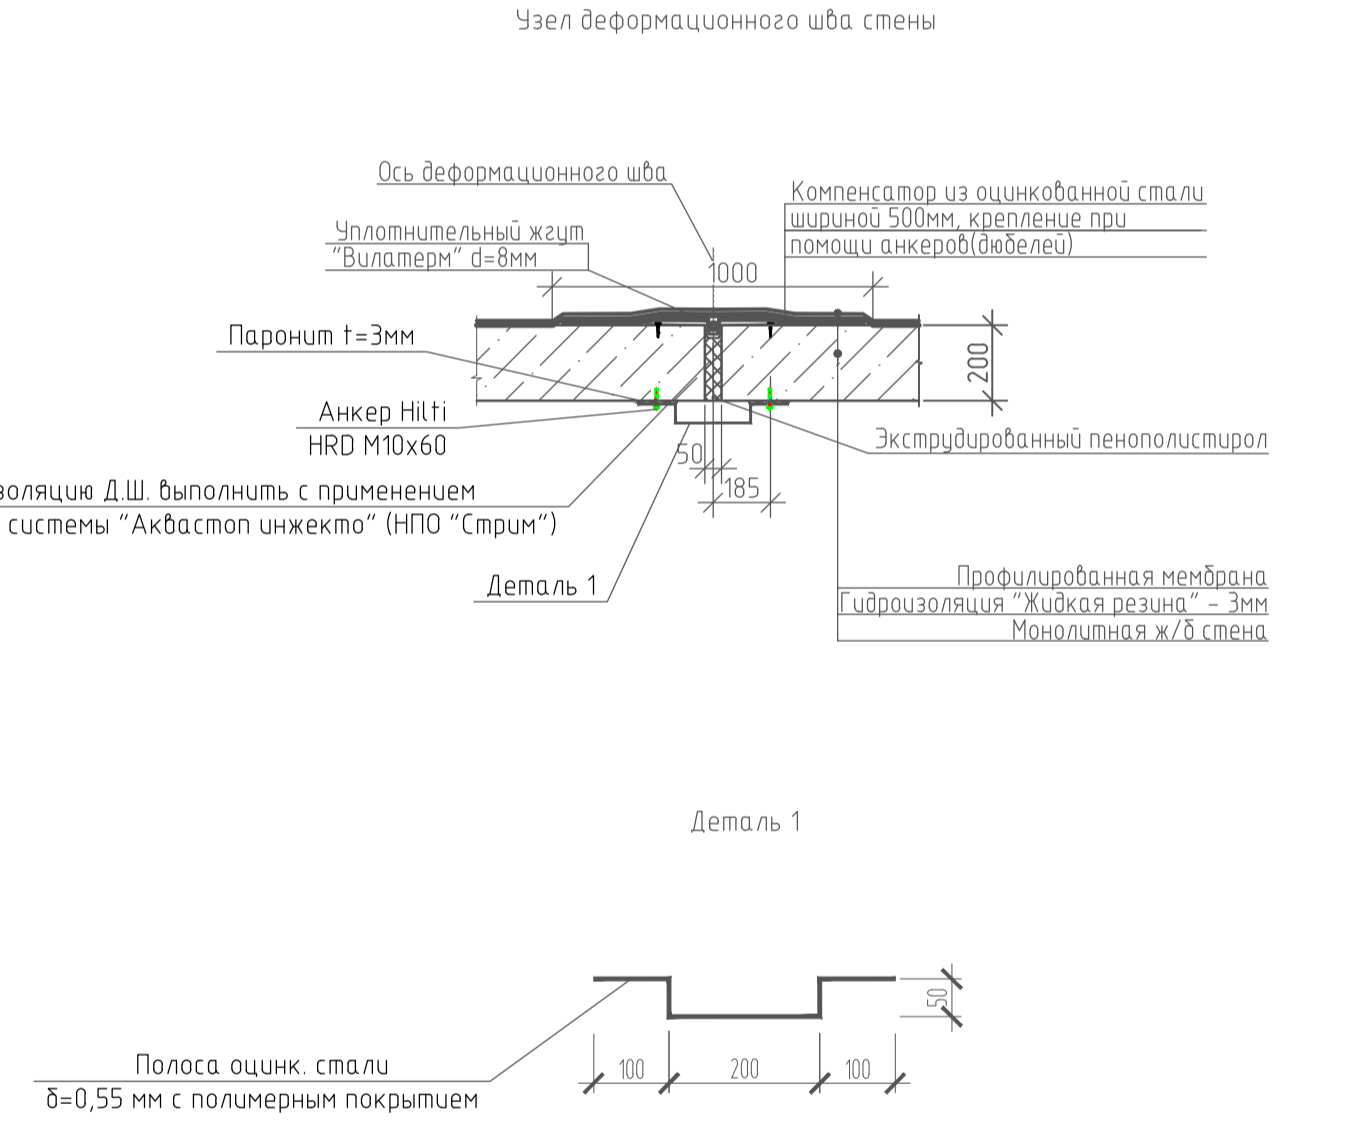 Узел деформационного шва стены
Ось деформационного шва
Компенсатор из оцинкованной стали
шириной 500мм, крепление при
помощи анкеров(дюбелей)
Уплотнительный жгут
"Вилатерм" d=8мм
1000
Паронит t=3мм
200
Анкер Hilti
HRD М10х60
Экструдированный пенополистирол
50
185
Д.Ш. выполнить с применением
системы "Аквастоп инжекто" (НПО "Стрим")
Деталь 1
Профилированная мембрана
Гидроизоляция "Жидкая резина" - 3мм
Монолитная ж/б стена
Деталь 1
50
Полоса оцинк. стали
δ=0,55 мм с полимерным покрытием
100
200
100